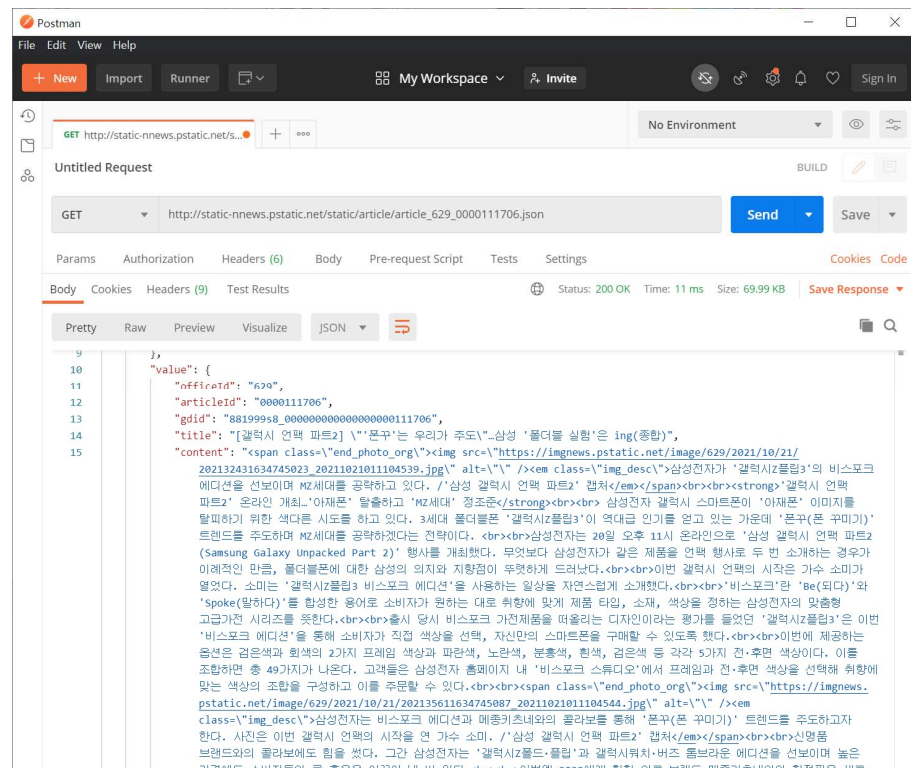 Postman
File Edit View Help
+ New Import Runner My Workspace Invite Sign In
GET http://static-nnews.pstatic.net/s... + ooo No Environment
Untitled Request BUILD
GET http://static-nnews.pstatic.net/static/article/article_629_0000111706.json Send Save
Params Authorization Headers (6) Body Pre-request Script Tests Settings Cookies Code
Body Cookies Headers (9) Test Results Status: 200 OK Time: 11 ms Size: 69.99 KB Save Response
Pretty Raw Preview Visualize JSON
9 },
10 "value": {
11 "officeId": "629",
12 "articleId": "0000111706",
13 "gdid": "881999s8_000000000000000000111706",
14 "title": "[갤럭시 언팩 파트2] \"'폰꾸'는 우리가 주도\"…삼성 '폴더블 실험'은 ing(종합)",
15 "content": "<span class=\"end_photo_org\"><img src=\"https://imgnews.pstatic.net/image/629/2021/10/21/
202132431634745023_20211021011104539.jpg\" alt=\"\" /><em class=\"img_desc\">삼성전자가 '갤럭시Z플립3'의 비스포크
에디션을 선보이며 MZ세대를 공략하고 있다. /'삼성 갤럭시 언팩 파트2' 캡처</em></span><br><br><strong>'갤럭시 언팩
파트2' 온라인 개최…'아재폰' 탈출하고 'MZ세대' 정조준</strong><br><br> 삼성전자 갤럭시 스마트폰이 '아재폰' 이미지를
탈피하기 위한 색다른 시도를 하고 있다. 3세대 폴더블폰 '갤럭시Z플립3'이 역대급 인기를 얻고 있는 가운데 '폰꾸(폰 꾸미기)'
트렌드를 주도하며 MZ세대를 공략하겠다는 전략이다. <br><br>삼성전자는 20일 오후 11시 온라인으로 '삼성 갤럭시 언팩 파트2
(Samsung Galaxy Unpacked Part 2)' 행사를 개최했다. 무엇보다 삼성전자가 같은 제품을 언팩 행사로 두 번 소개하는 경우가
이례적인 만큼, 폴더블폰에 대한 삼성의 의지와 지향점이 뚜렷하게 드러났다.<br><br>이번 갤럭시 언팩의 시작은 가수 소미가
열었다. 소미는 '갤럭시Z플립3 비스포크 에디션'을 사용하는 일상을 자연스럽게 소개했다.<br><br>'비스포크'란 'Be(되다)'와
'Spoke(말하다)'를 합성한 용어로 소비자가 원하는 대로 취향에 맞게 제품 타입, 소재, 색상을 정하는 삼성전자의 맞춤형
고급가전 시리즈를 뜻한다.<br><br>출시 당시 비스포크 가전제품을 떠올리는 디자인이라는 평가를 들었던 '갤럭시Z플립3'은 이번
'비스포크 에디션'을 통해 소비자가 직접 색상을 선택, 자신만의 스마트폰을 구매할 수 있도록 했다.<br><br>이번에 제공하는
옵션은 검은색과 회색의 2가지 프레임 색상과 파란색, 노란색, 분홍색, 흰색, 검은색 등 각각 5가지 전·후면 색상이다. 이를
조합하면 총 49가지가 나온다. 고객들은 삼성전자 홈페이지 내 '비스포크 스튜디오'에서 프레임과 전·후면 색상을 선택해 취향에
맞는 색상의 조합을 구성하고 이를 주문할 수 있다.<br><br><span class=\"end_photo_org\"><img src=\"https://imgnews.
pstatic.net/image/629/2021/10/21/202135611634745087_20211021011104544.jpg\" alt=\"\" /><em
class=\"img_desc\">삼성전자는 비스포크 에디션과 메종키츠네와의 콜라보를 통해 '폰꾸(폰 꾸미기)' 트렌드를 주도하고자
한다. 사진은 이번 갤럭시 언팩의 시작을 연 가수 소미. /'삼성 갤럭시 언팩 파트2' 캡처</em></span><br><br>신명품
브랜드와의 콜라보에도 힘을 썼다. 그간 삼성전자는 '갤럭시Z폴드·플립'과 갤럭시워치·버즈 톰브라운 에디션을 선보이며 높은